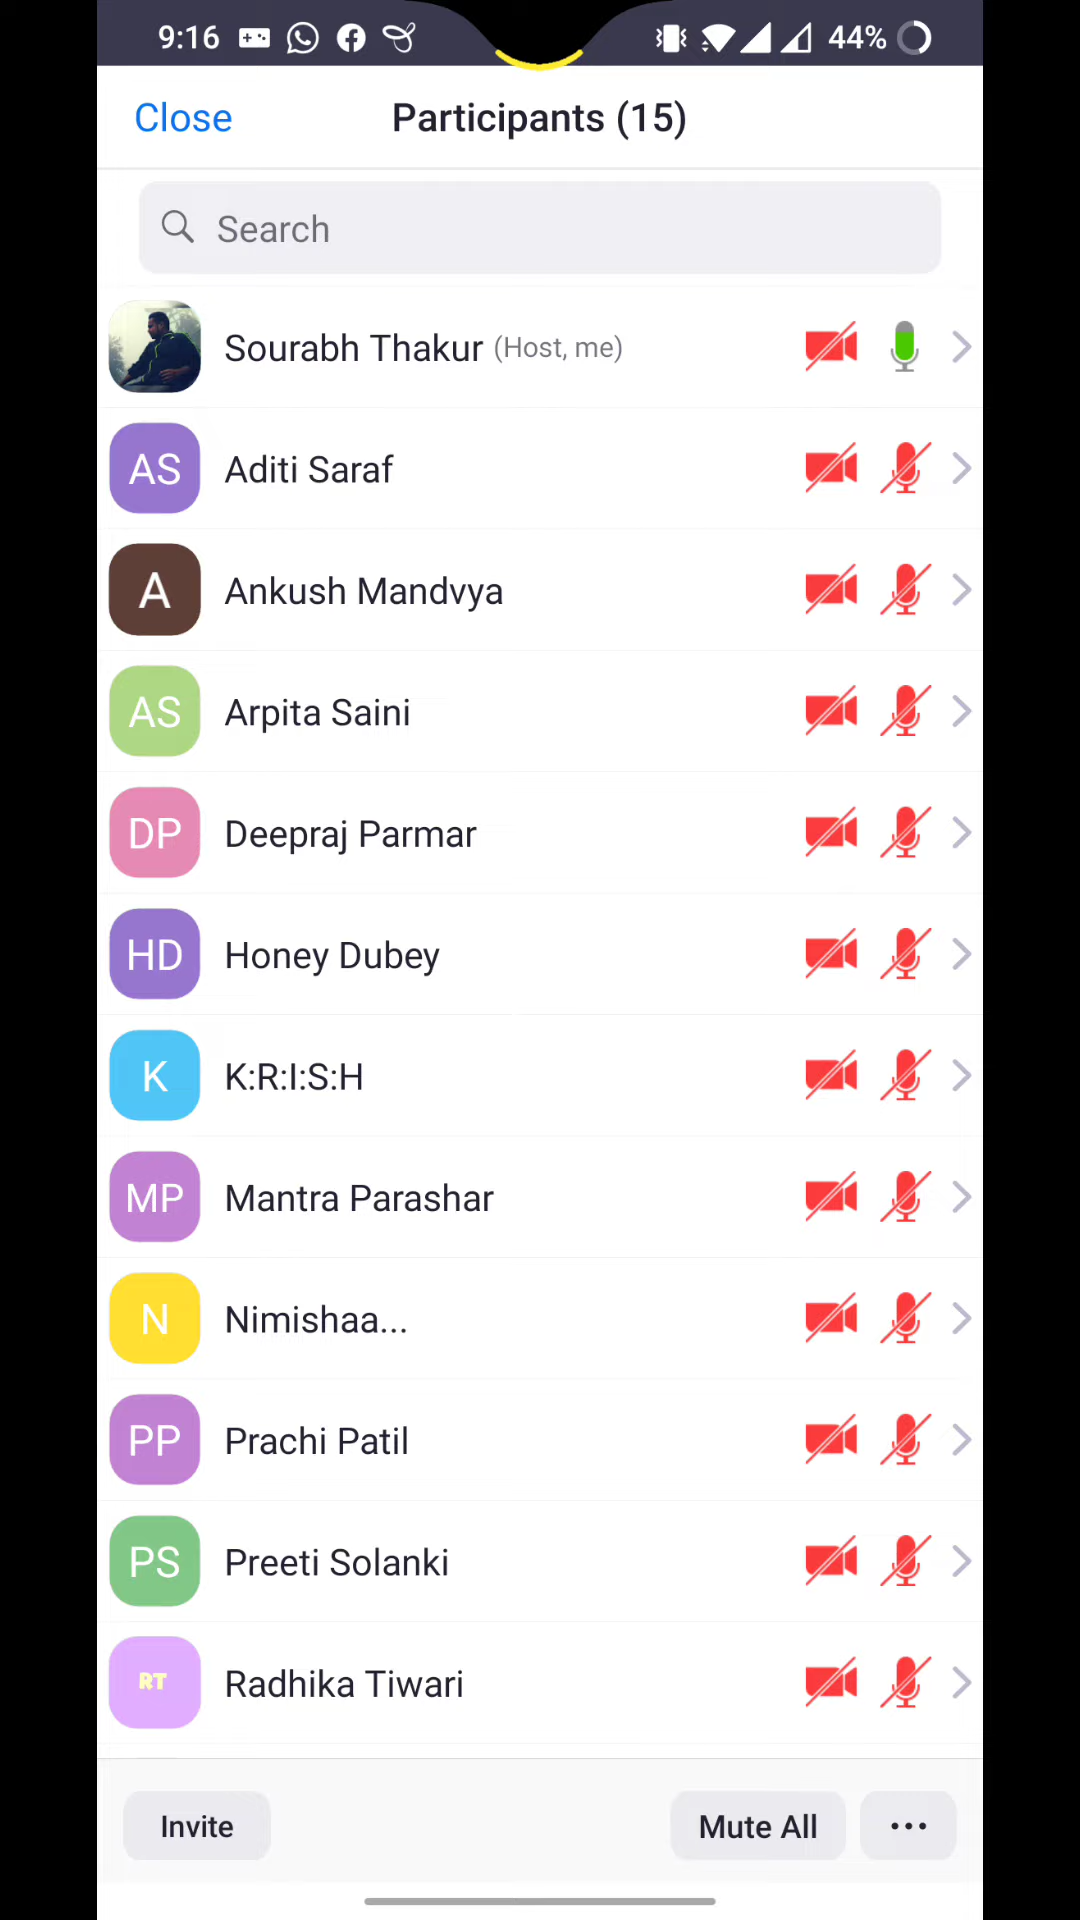 9:16 44%
Close Participants (15)
Search
Sourabh Thakur (Host, me)
AS Aditi Saraf
A Ankush Mandvya
AS Arpita Saini
DP Deepraj Parmar
HD Honey Dubey
K K:R:I:S:H
MP Mantra Parashar
N Nimishaa...
PP Prachi Patil
PS Preeti Solanki
RT Radhika Tiwari
Invite Mute All ...